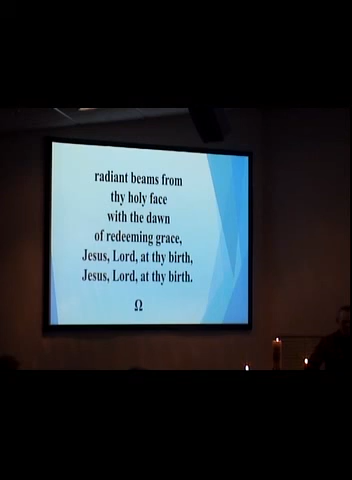 radiant beams from
thy holy face
with the dawn
of redeeming grace,
Jesus, Lord, at thy birth,
Jesus, Lord, at thy birth.
Ω